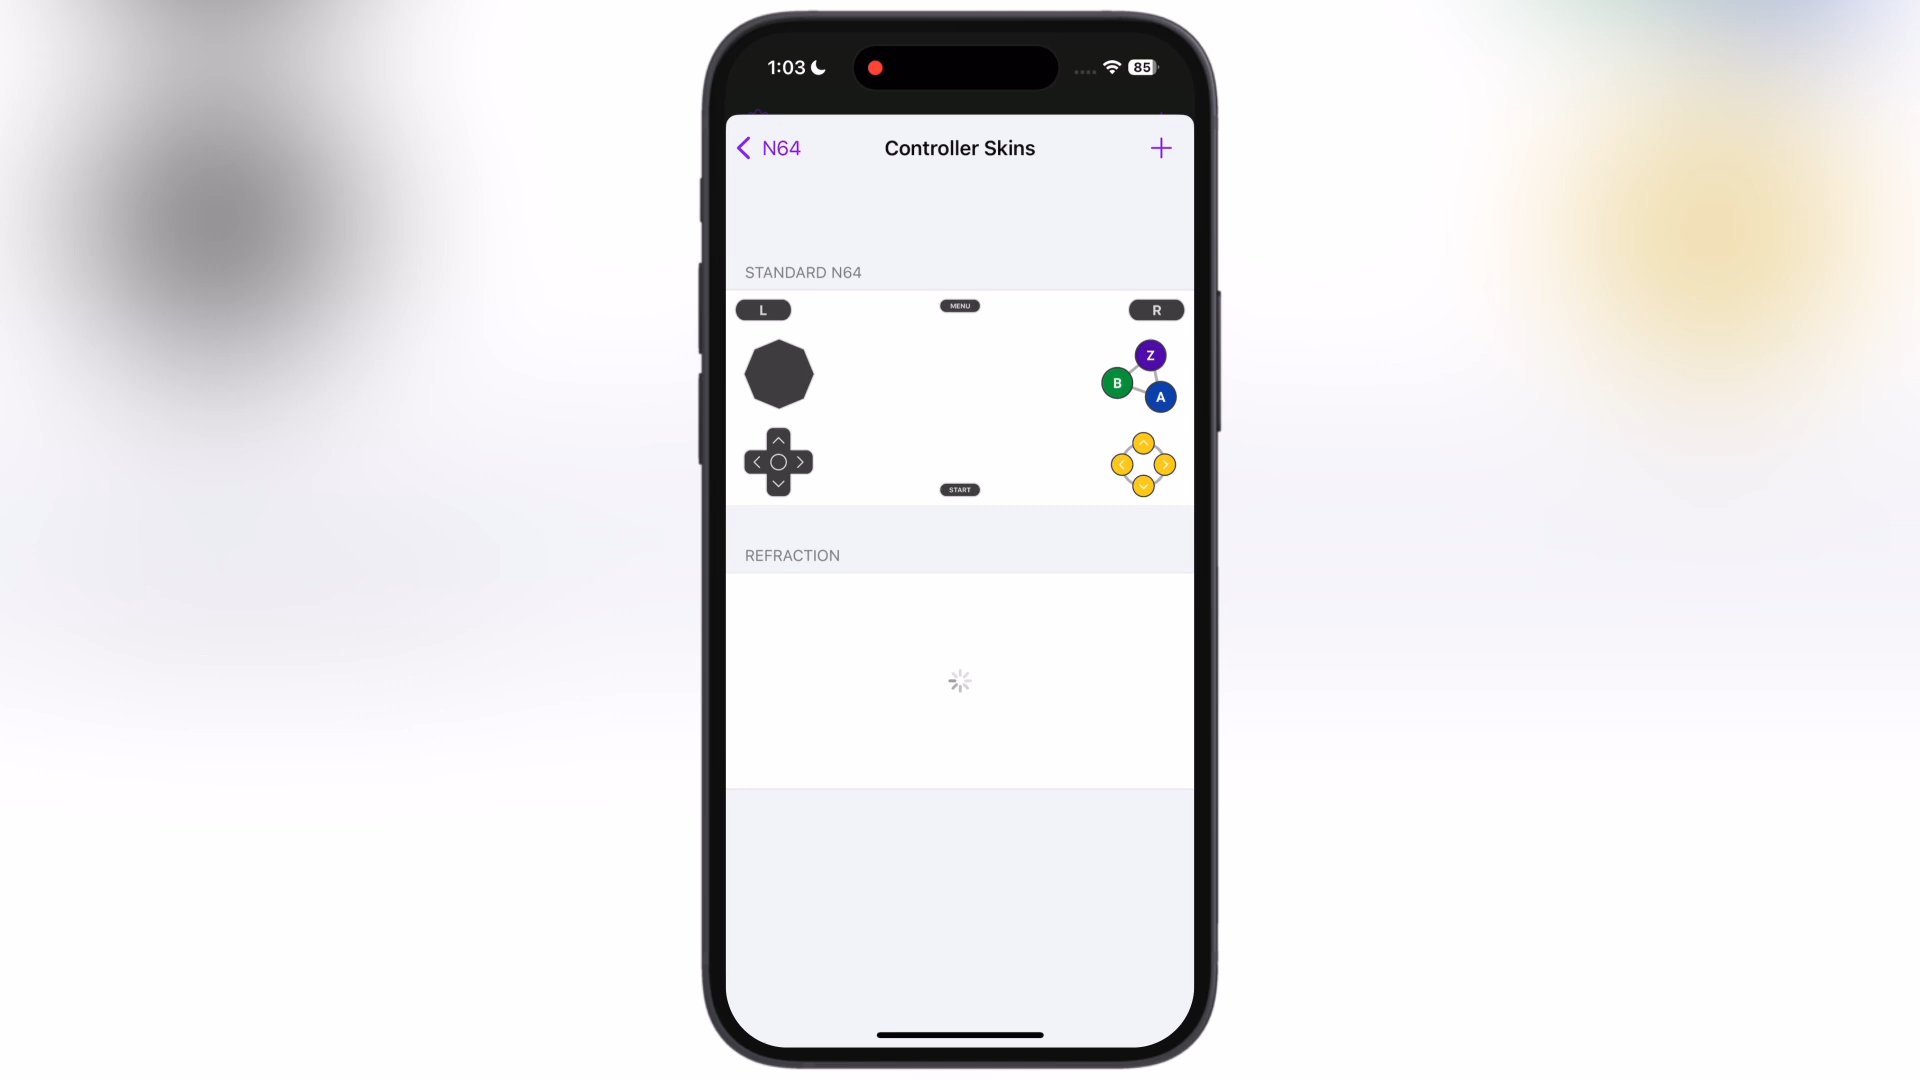 1:03
85
N64
Controller Skins
STANDARD N64
L
MENU
R
Z
B
A
START
REFRACTION